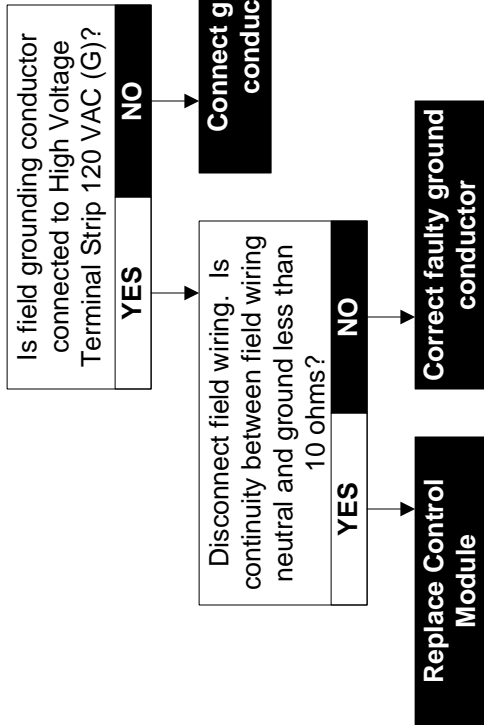 Is field grounding conductor
connected to High Voltage
Terminal Strip 120 VAC (G)?
YES
NO
Connect
Disconnect field wiring. Is
continuity between field wiring
neutral and ground less than
10 ohms?
YES
NO
Replace Control
Module
Correct faulty ground
conductor